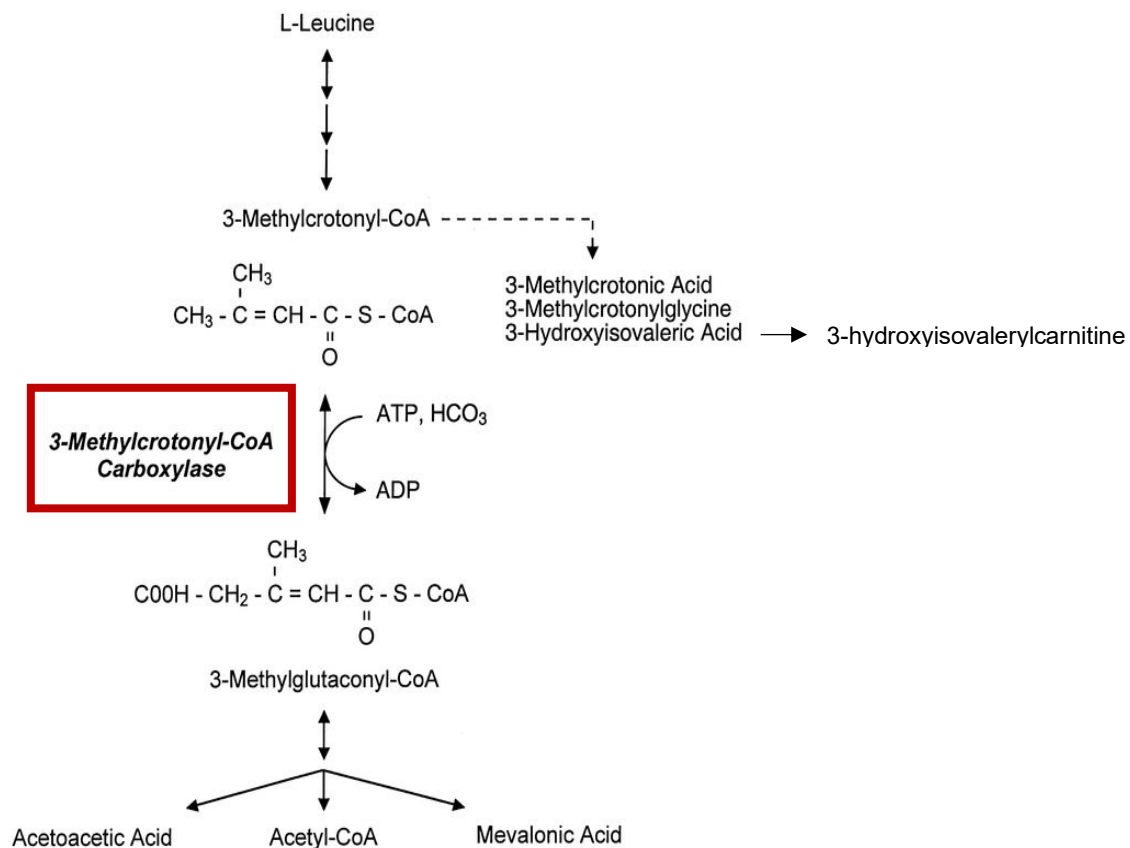 L-Leucine
3-Methylcrotonyl-CoA
CH₃
CH₃ - C = CH - C - S - CoA
O
3-Methylcrotonic Acid
3-Methylcrotonylglycine
3-Hydroxyisovaleric Acid
3-hydroxyisovalerylcarnitine
3-Methylcrotonyl-CoA
Carboxylase
ATP, HCO₃
ADP
CH₃
C00H - CH₂ - C = CH - C - S - CoA
O
3-Methylglutaconyl-CoA
Acetoacetic Acid
Acetyl-CoA
Mevalonic Acid